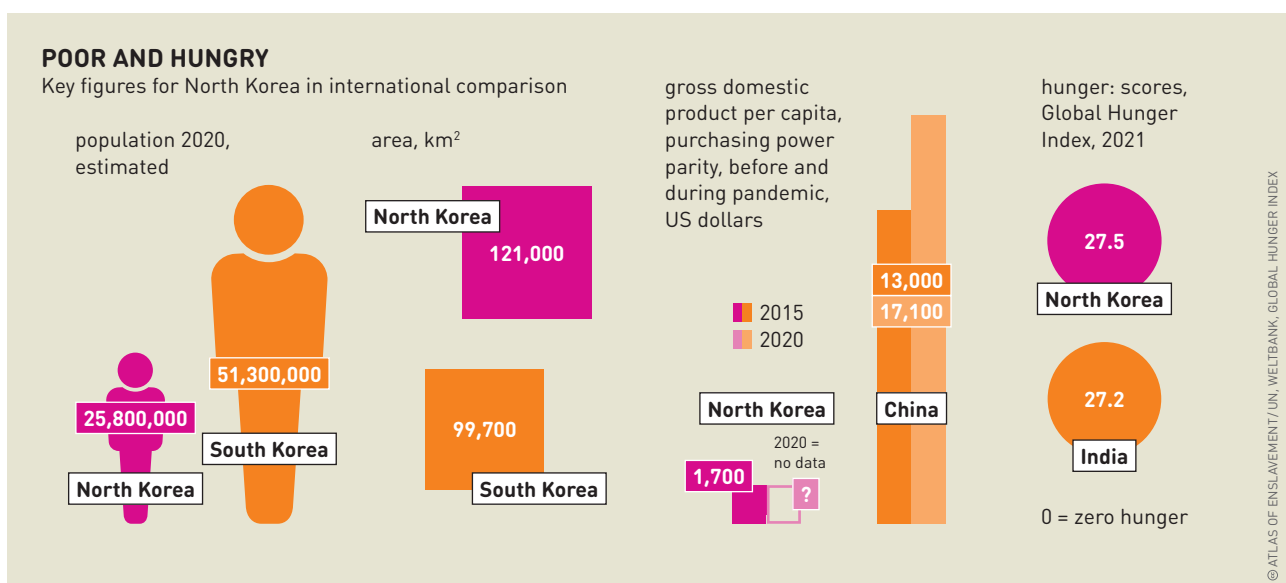 POOR AND HUNGRY
Key figures for North Korea in international comparison
population 2020,
estimated
25,800,000
North Korea
51,300,000
South Korea
area, km²
North Korea
121,000
99,700
South Korea
gross domestic
product per capita,
purchasing power
parity, before and
during pandemic,
US dollars
2015
2020
North Korea
1,700
2020 =
no data
?
13,000
17,100
China
hunger: scores,
Global Hunger
Index, 2021
27.5
North Korea
27.2
India
0 = zero hunger
© ATLAS OF ENSLAVEMENT / UN, WELTBANK, GLOBAL HUNGER INDEX